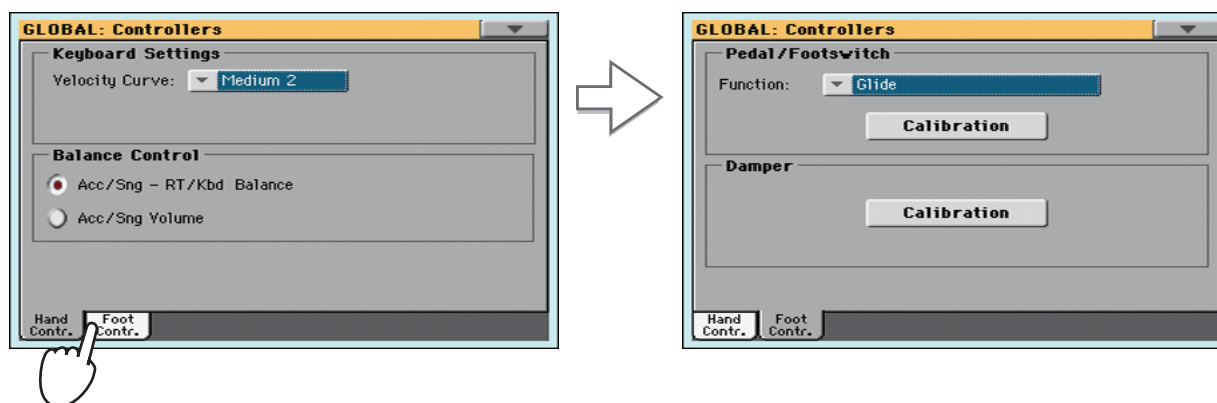 GLOBAL: Controllers
Keyboard Settings
Velocity Curve: Medium 2
Balance Control
Acc/Sng - RT/Kbd Balance
Acc/Sng Volume
Hand Contr.
Foot Contr.
GLOBAL: Controllers
Pedal/Footswitch
Function: Glide
Calibration
Damper
Calibration
Hand Contr.
Foot Contr.